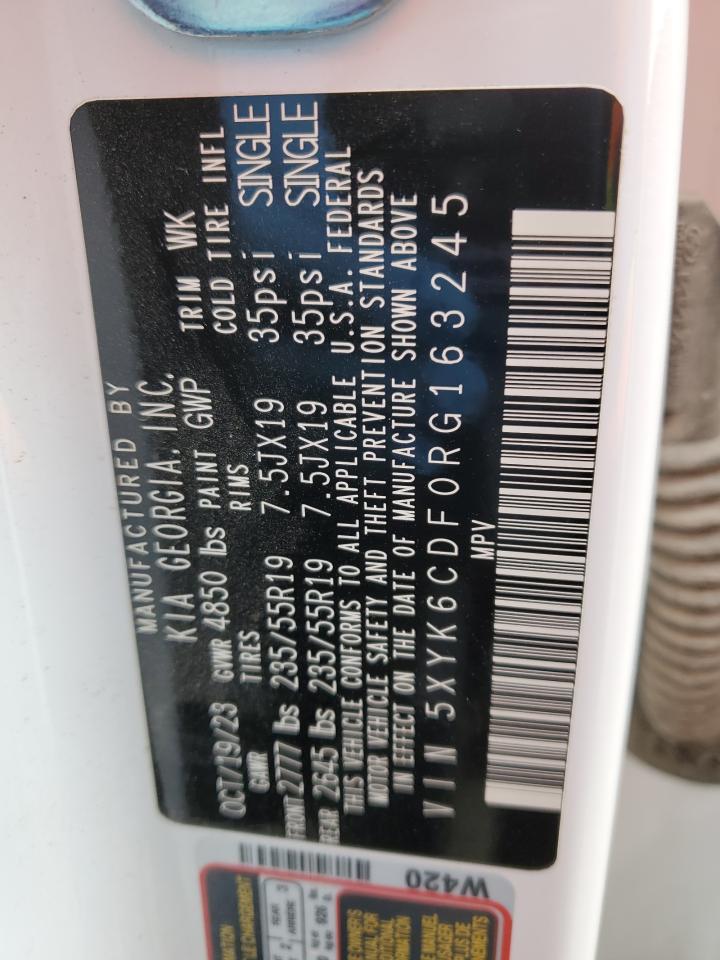 MANUFACTURED BY
KIA GEORGIA, INC.
OCT/19/23 GVWR 4850 lbs PAINT GWP TRIM WK
GAWR TIRES RIMS COLD TIRE INFL
FRONT 2777 lbs 235/55R19 7.5JX19 35psi SINGLE
REAR 2645 lbs 235/55R19 7.5JX19 35psi SINGLE
THIS VEHICLE CONFORMS TO ALL APPLICABLE U.S.A. FEDERAL
MOTOR VEHICLE SAFETY AND THEFT PREVENTION STANDARDS
IN EFFECT ON THE DATE OF MANUFACTURE SHOWN ABOVE
VIN 5XYK6CDF0RG163245
MPV
W420